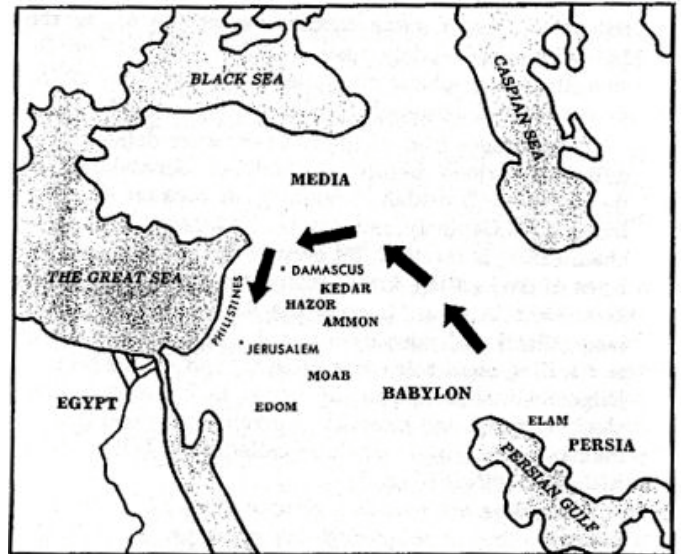 BLACK SEA
CASPIAN SEA
MEDIA
THE GREAT SEA
PHILISTINES
DAMASCUS
KEDAR
HAZOR
AMMON
JERUSALEM
MOAB
EGYPT
BABYLON
EDOM
ELAM
PERSIA
PERSIAN GULF